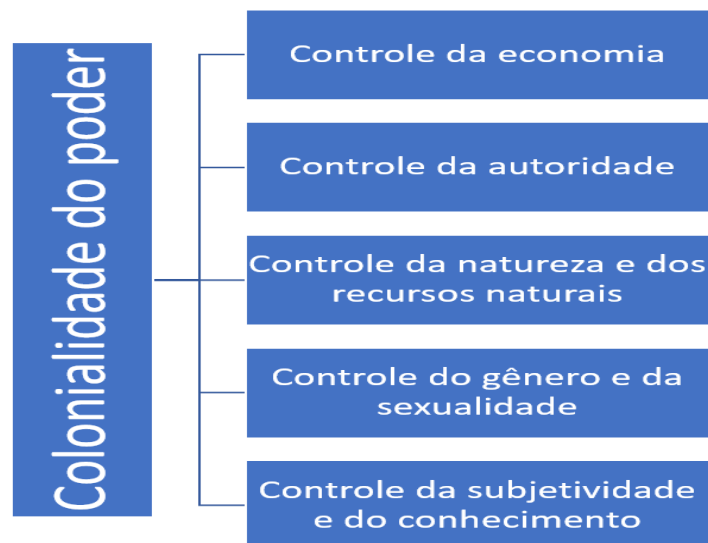 Colonialidade do poder
Controle da economia
Controle da autoridade
Controle da natureza e dos
recursos naturais
Controle do gênero e da
sexualidade
Controle da subjetividade
e do conhecimento